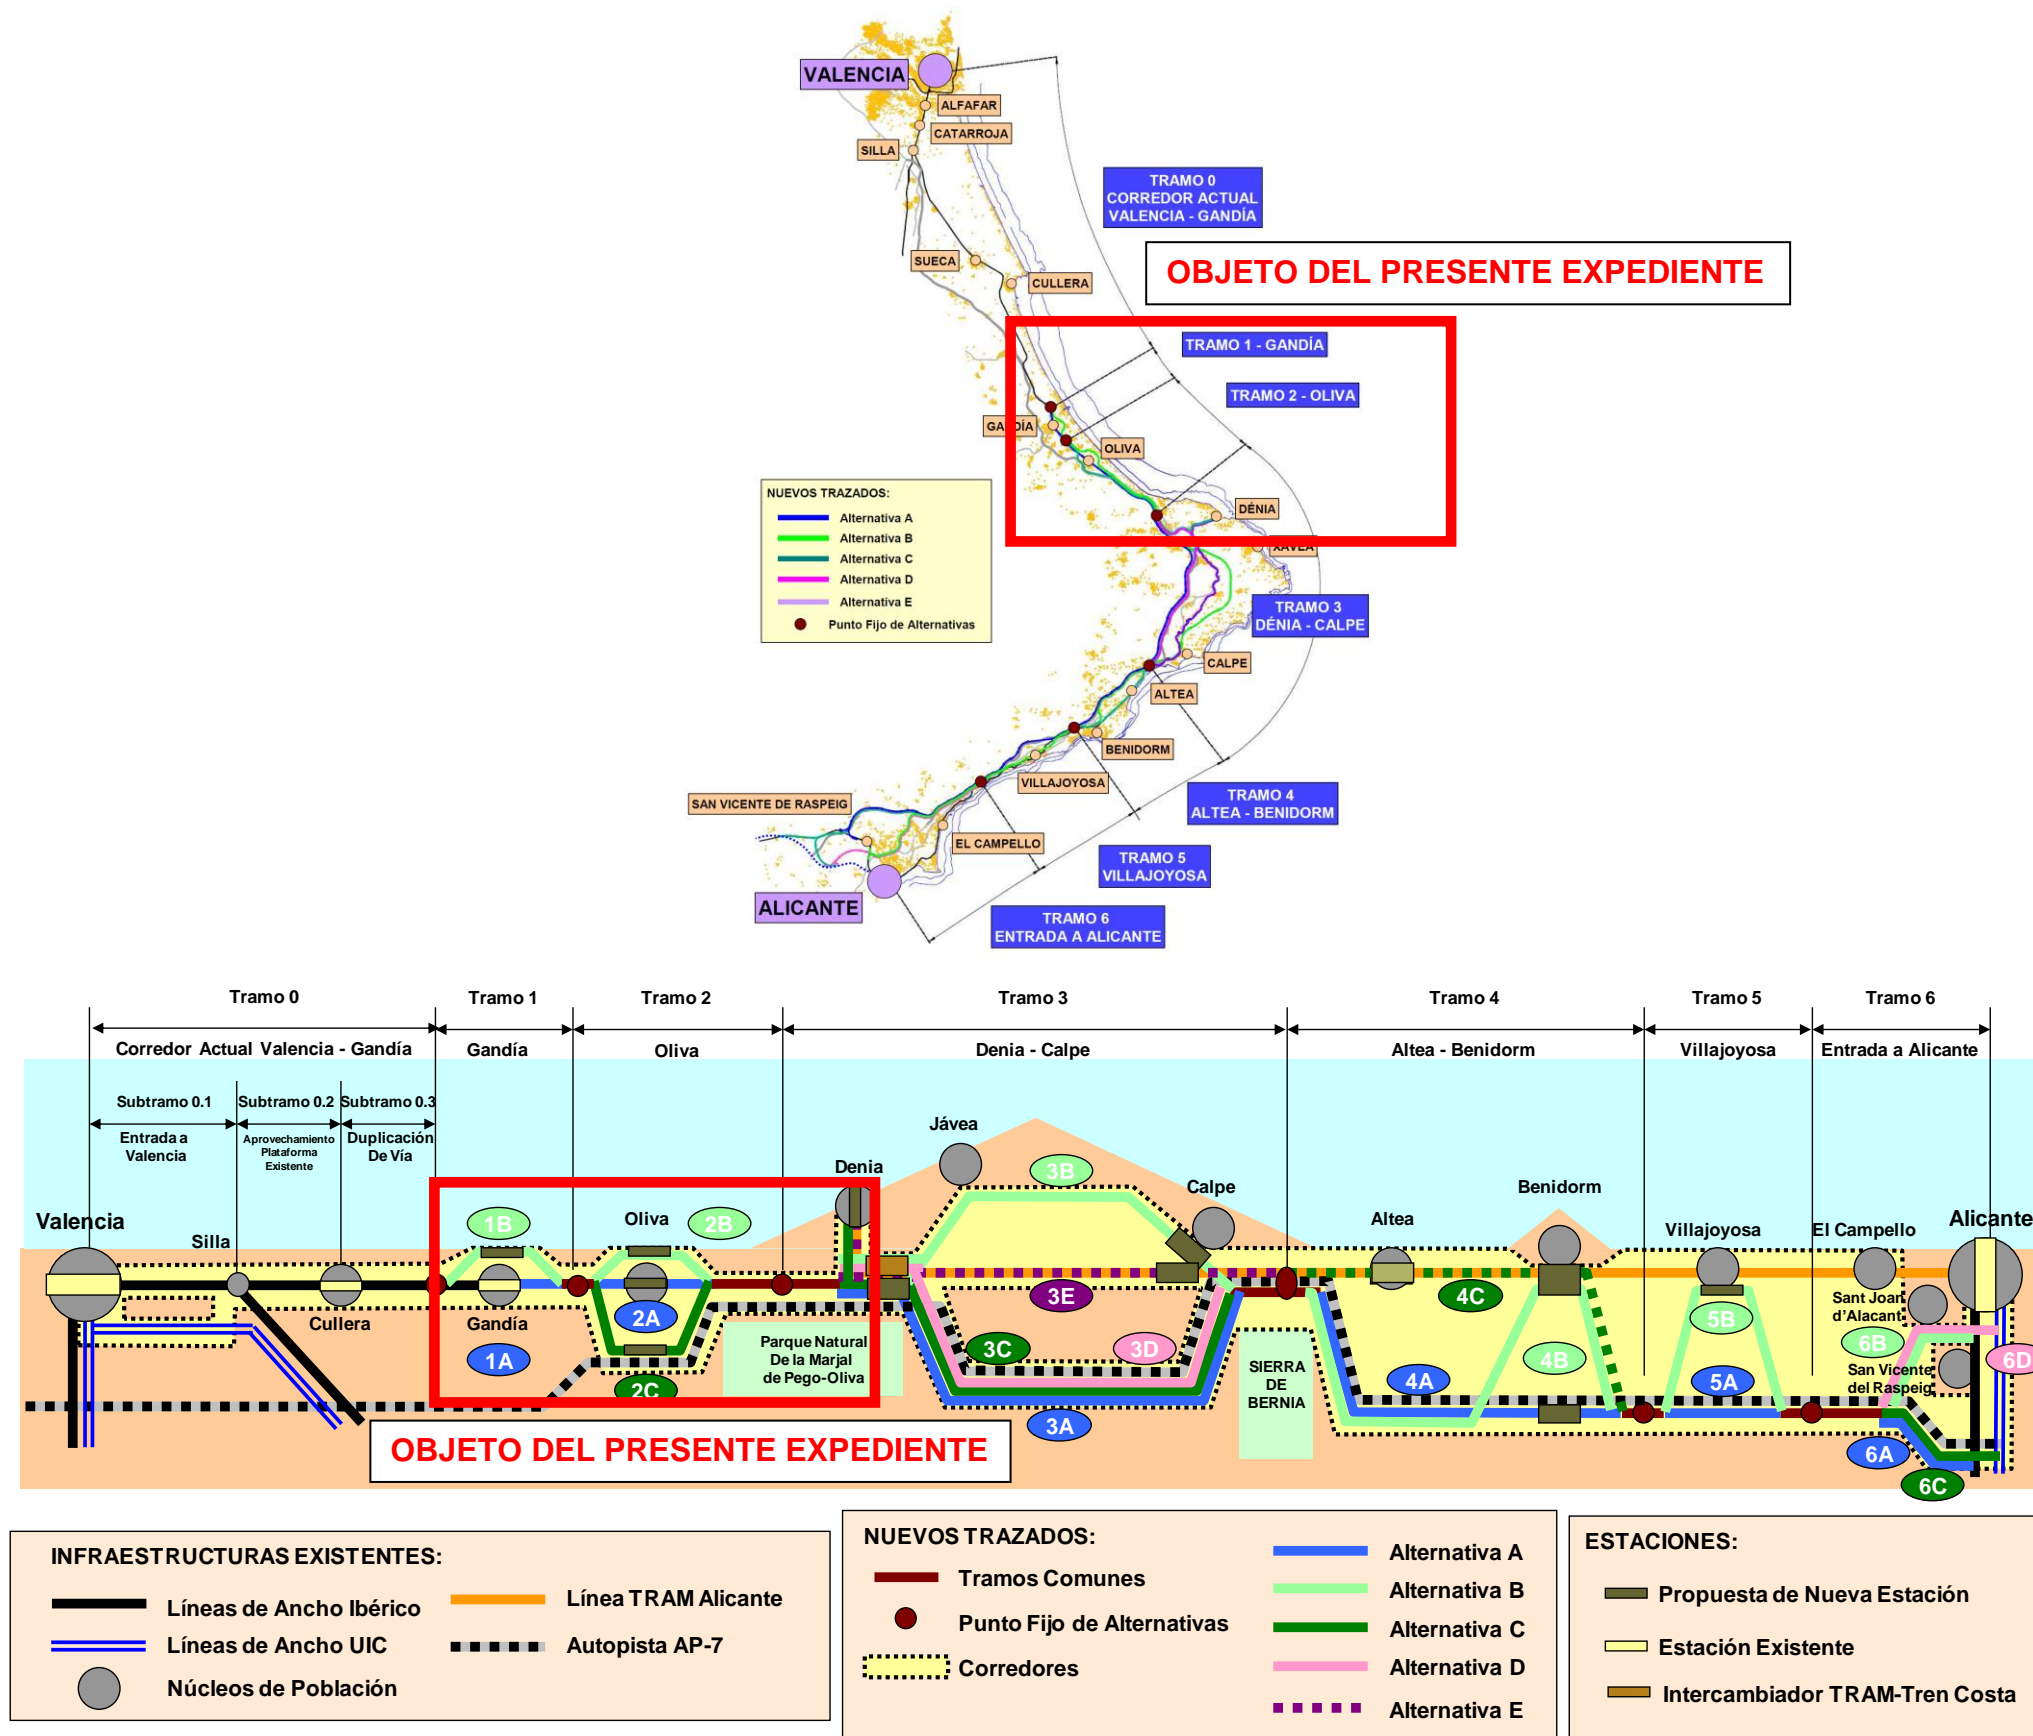 VALENCIA
ALFAFAR
CATARROJA
SILLA
TRAMO 0
CORREDOR ACTUAL
VALENCIA - GANDÍA
SUECA
CULLERA
OBJETO DEL PRESENTE EXPEDIENTE
TRAMO 1 - GANDÍA
TRAMO 2 - OLIVA
GANDÍA
OLIVA
DÉNIA
XÀVEA
NUEVOS TRAZADOS:
Alternativa A
Alternativa B
Alternativa C
Alternativa D
Alternativa E
Punto Fijo de Alternativas
TRAMO 3
DÉNIA - CALPE
CALPE
ALTEA
BENIDORM
VILLAJOYOSA
TRAMO 4
ALTEA - BENIDORM
SAN VICENTE DE RASPEIG
EL CAMPELLO
TRAMO 5
VILLAJOYOSA
ALICANTE
TRAMO 6
ENTRADA A ALICANTE
Tramo 0
Tramo 1
Tramo 2
Tramo 3
Tramo 4
Tramo 5
Tramo 6
Corredor Actual Valencia - Gandía
Gandía
Oliva
Denia - Calpe
Altea - Benidorm
Villajoyosa
Entrada a Alicante
Subtramo 0.1
Subtramo 0.2
Subtramo 0.3
Entrada a
Valencia
Aprovechamiento
Plataforma
Existente
Duplicación
De Vía
Jávea
Denia
3B
Calpe
Benidorm
Valencia
Silla
1B
Oliva
2B
Altea
Villajoyosa
El Campello
Alicante
Cullera
Gandía
2A
3E
4C
Sant Joan
d'Alacant
1A
2C
Parque Natural
De la Marjal
de Pego-Oliva
3C
3D
SIERRA
DE
BERNIA
4B
5B
6B
6D
San Vicente
del Raspeig
4A
5A
3A
6A
6C
OBJETO DEL PRESENTE EXPEDIENTE
INFRAESTRUCTURAS EXISTENTES:
Líneas de Ancho Ibérico
Línea TRAM Alicante
Líneas de Ancho UIC
Autopista AP-7
Núcleos de Población
NUEVOS TRAZADOS:
Tramos Comunes
Punto Fijo de Alternativas
Corredores
Alternativa A
Alternativa B
Alternativa C
Alternativa D
Alternativa E
ESTACIONES:
Propuesta de Nueva Estación
Estación Existente
Intercambiador TRAM-Tren Costa